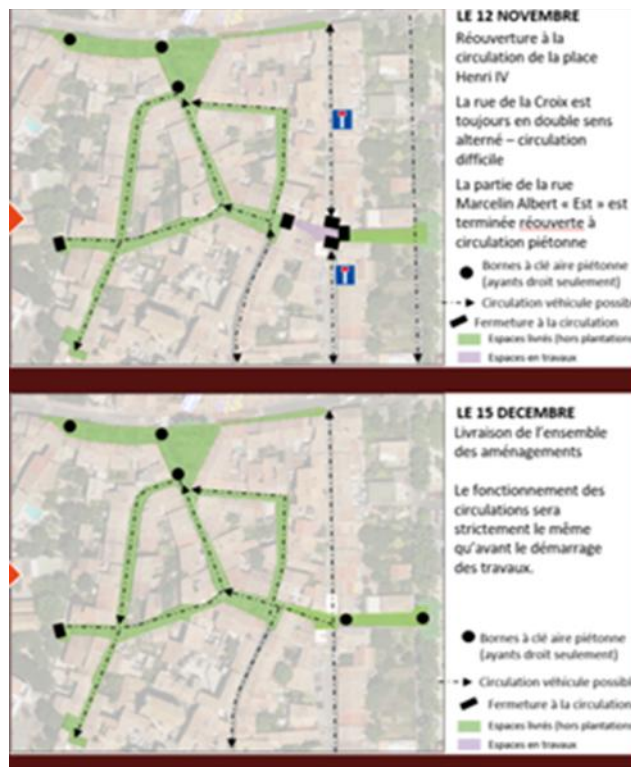 LE 12 NOVEMBRE
Réouverture à la
circulation de la place
Henri IV
La rue de la Croix est
toujours en double sens
alterné – circulation
difficile
La partie de la rue
Marcelin Albert « Est » est
terminée réouverte à
circulation piétonne
Bornes à clé aire piétonne
(ayants droit seulement)
Circulation véhicule possibl
Fermeture à la circulation
Espaces livrés (hors plantations
Espaces en travaux
LE 15 DECEMBRE
Livraison de l'ensemble
des aménagements
Le fonctionnement des
circulations sera
strictement le même
qu'avant le démarrage
des travaux.
Bornes à clé aire piétonne
(ayants droit seulement)
Circulation véhicule possibl
Fermeture à la circulation
Espaces livrés (hors plantations
Espaces en travaux